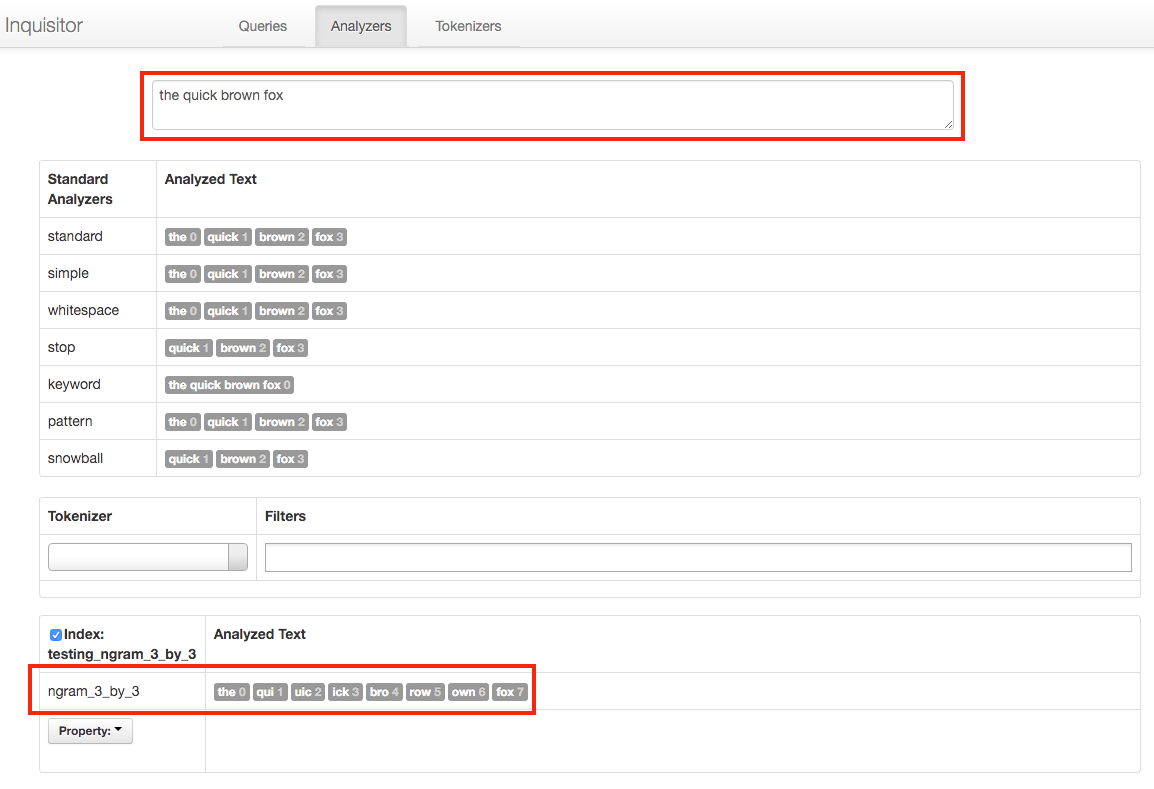 Inquisitor Queries Analyzers Tokenizers
the quick brown fox
Standard Analyzers Analyzed Text
standard the 0 quick 1 brown 2 fox 3
simple the 0 quick 1 brown 2 fox 3
whitespace the 0 quick 1 brown 2 fox 3
stop quick 1 brown 2 fox 3
keyword the quick brown fox 0
pattern the 0 quick 1 brown 2 fox 3
snowball quick 1 brown 2 fox 3
Tokenizer Filters
Index: Analyzed Text
testing_ngram_3_by_3
ngram_3_by_3 the 0 qui 1 uic 2 ick 3 bro 4 row 5 own 6 fox 7
Property: